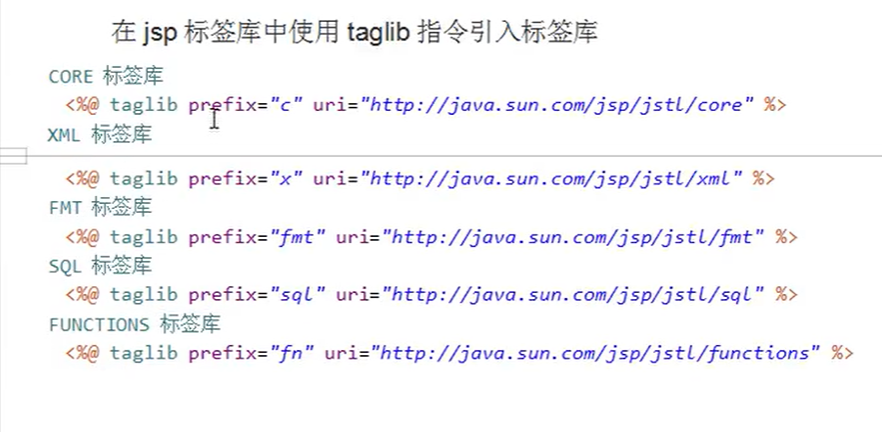 在 jsp 标签库中使用 taglib 指令引入标签库
CORE 标签库
<%@ taglib prefix="c" uri="http://java.sun.com/jsp/jstl/core" %>
XML 标签库
<%@ taglib prefix="x" uri="http://java.sun.com/jsp/jstl/xml" %>
FMT 标签库
<%@ taglib prefix="fmt" uri="http://java.sun.com/jsp/jstl/fmt" %>
SQL 标签库
<%@ taglib prefix="sql" uri="http://java.sun.com/jsp/jstl/sql" %>
FUNCTIONS 标签库
<%@ taglib prefix="fn" uri="http://java.sun.com/jsp/jstl/functions" %>